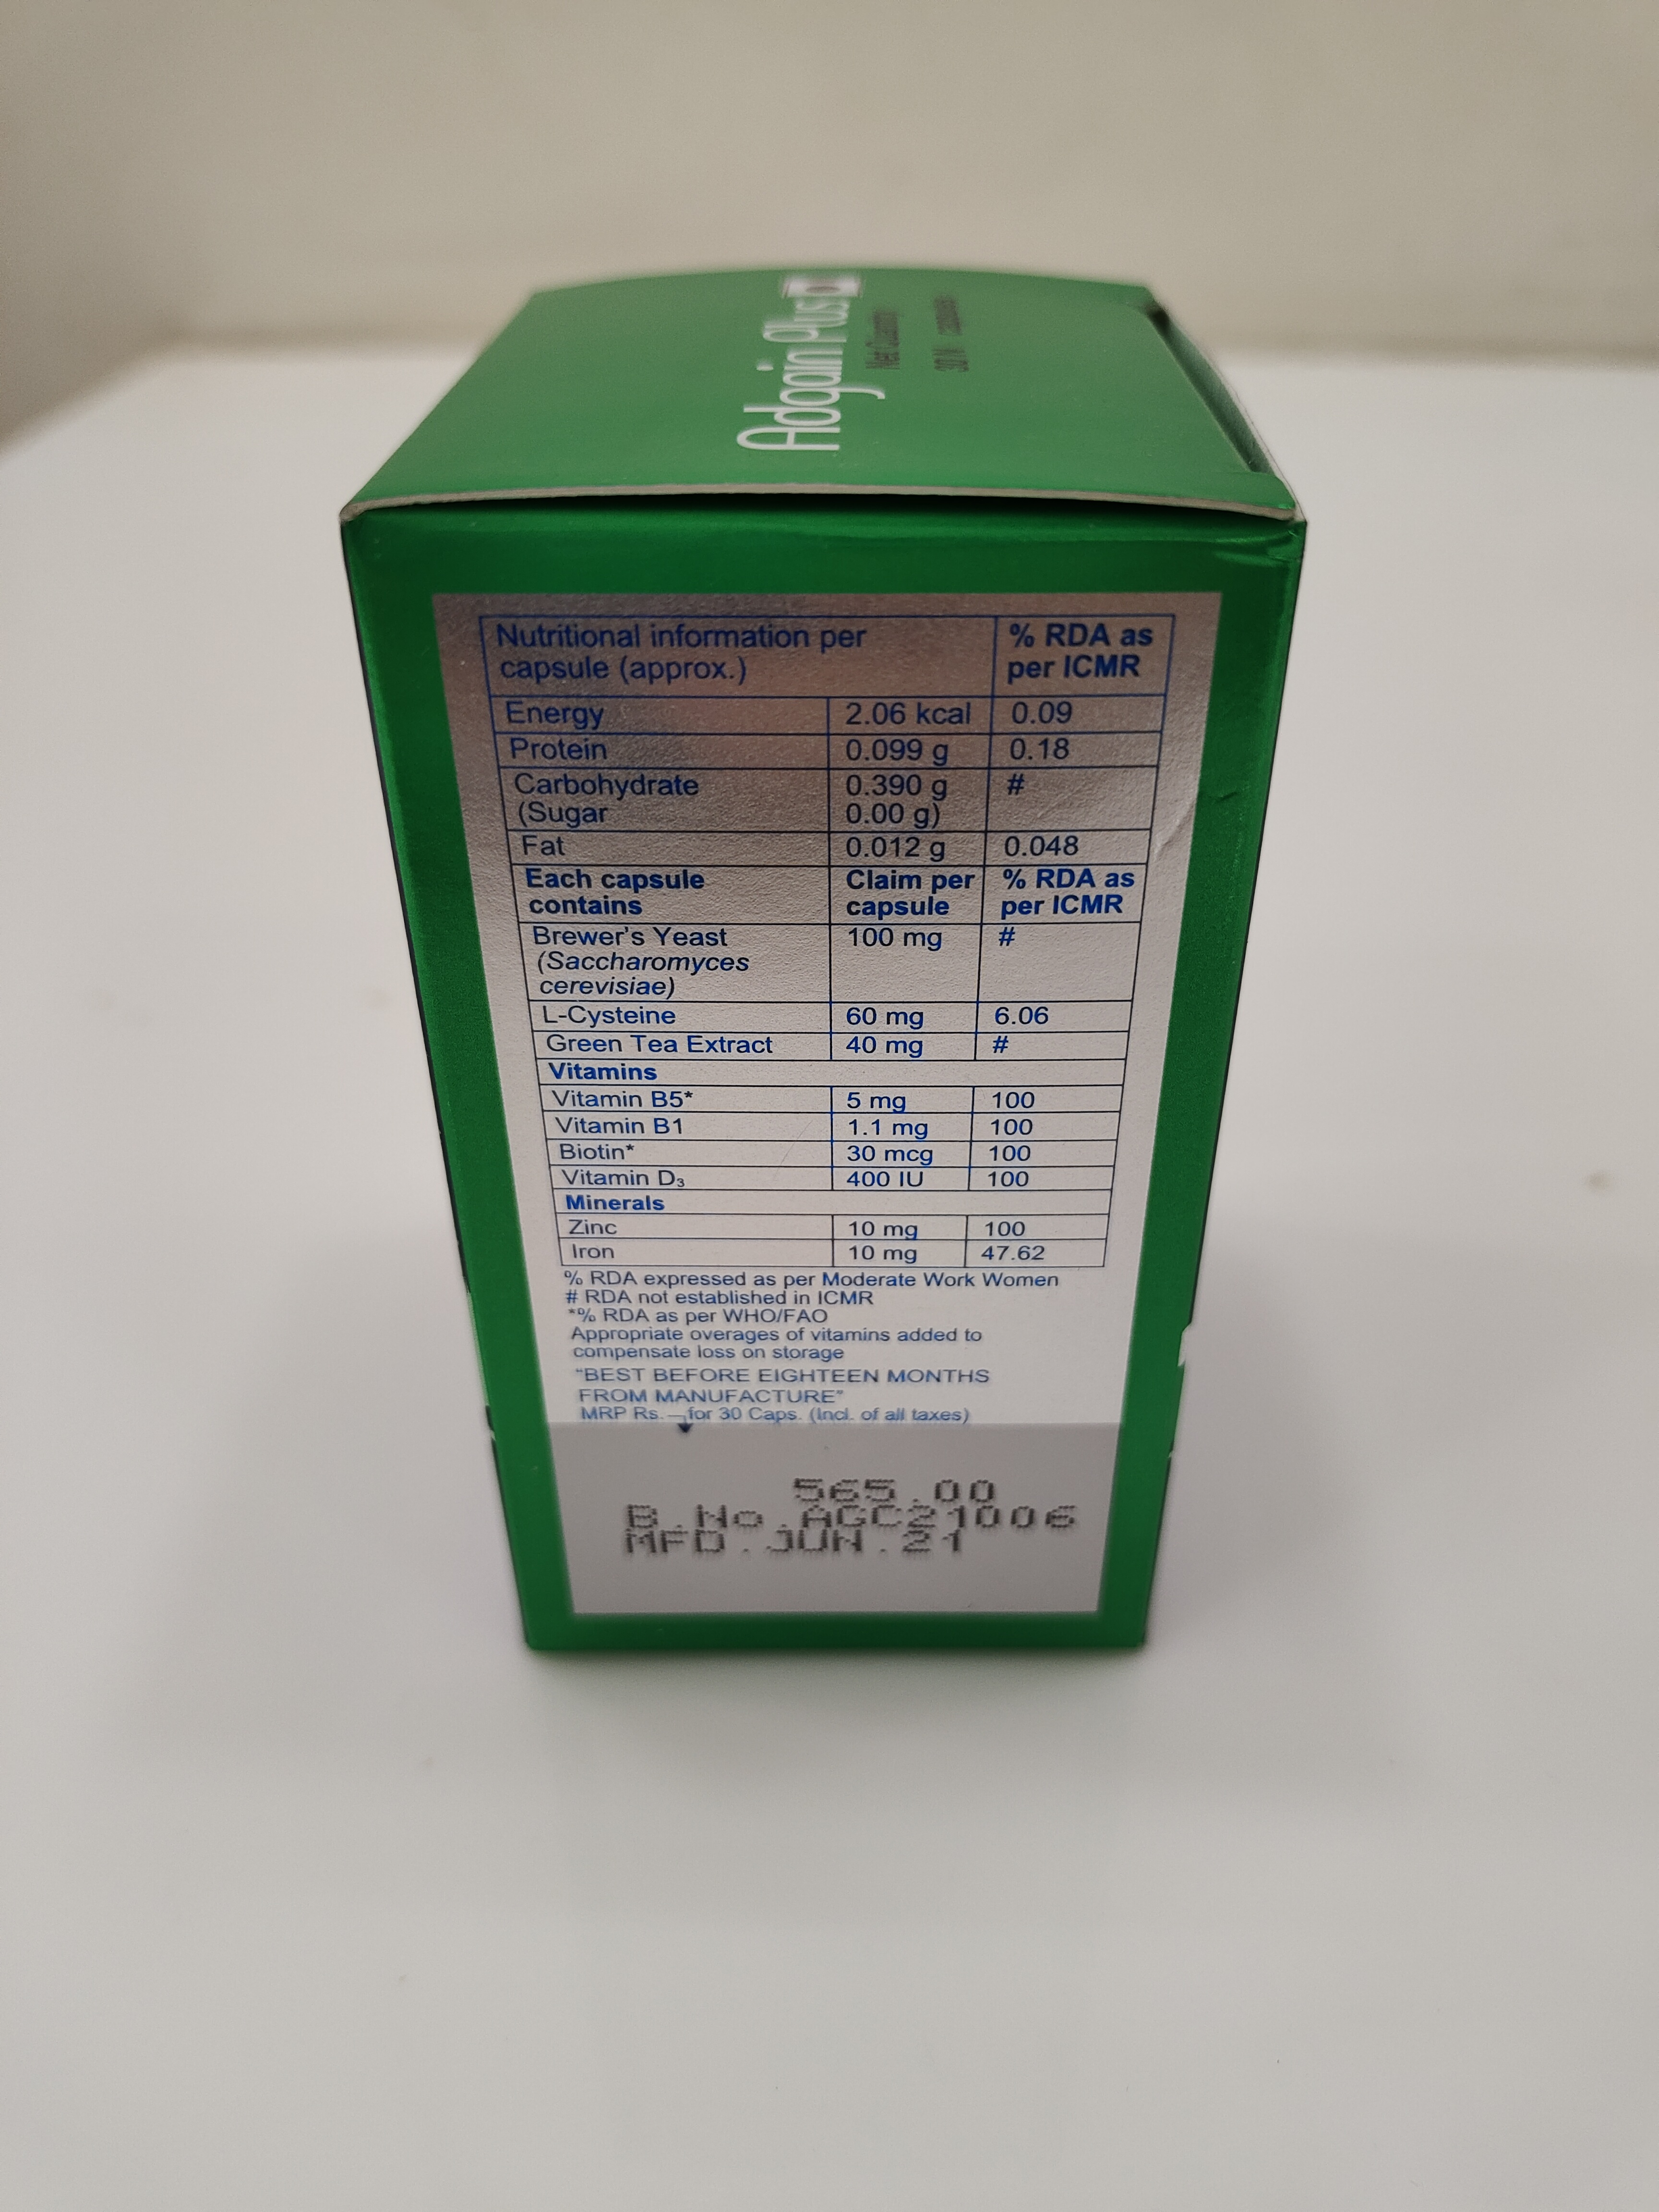 Adgain Plus
Net Quantity
30 N capsules
Nutritional information per % RDA as
capsule (approx.) per ICMR
Energy 2.06 kcal 0.09
Protein 0.099 g 0.18
Carbohydrate 0.390 g #
(Sugar 0.00 g)
Fat 0.012 g 0.048
Each capsule Claim per % RDA as
contains capsule per ICMR
Brewer's Yeast 100 mg #
(Saccharomyces
cerevisiae)
L-Cysteine 60 mg 6.06
Green Tea Extract 40 mg #
Vitamins
Vitamin B5* 5 mg 100
Vitamin B1 1.1 mg 100
Biotin* 30 mcg 100
Vitamin D₃ 400 IU 100
Minerals
Zinc 10 mg 100
Iron 10 mg 47.62
% RDA expressed as per Moderate Work Women
# RDA not established in ICMR
*% RDA as per WHO/FAO
Appropriate overages of vitamins added to
compensate loss on storage
"BEST BEFORE EIGHTEEN MONTHS
FROM MANUFACTURE"
MRP Rs. for 30 Caps. (Incl. of all taxes)
565.00
B.No.AGC21006
MFD.JUN.21